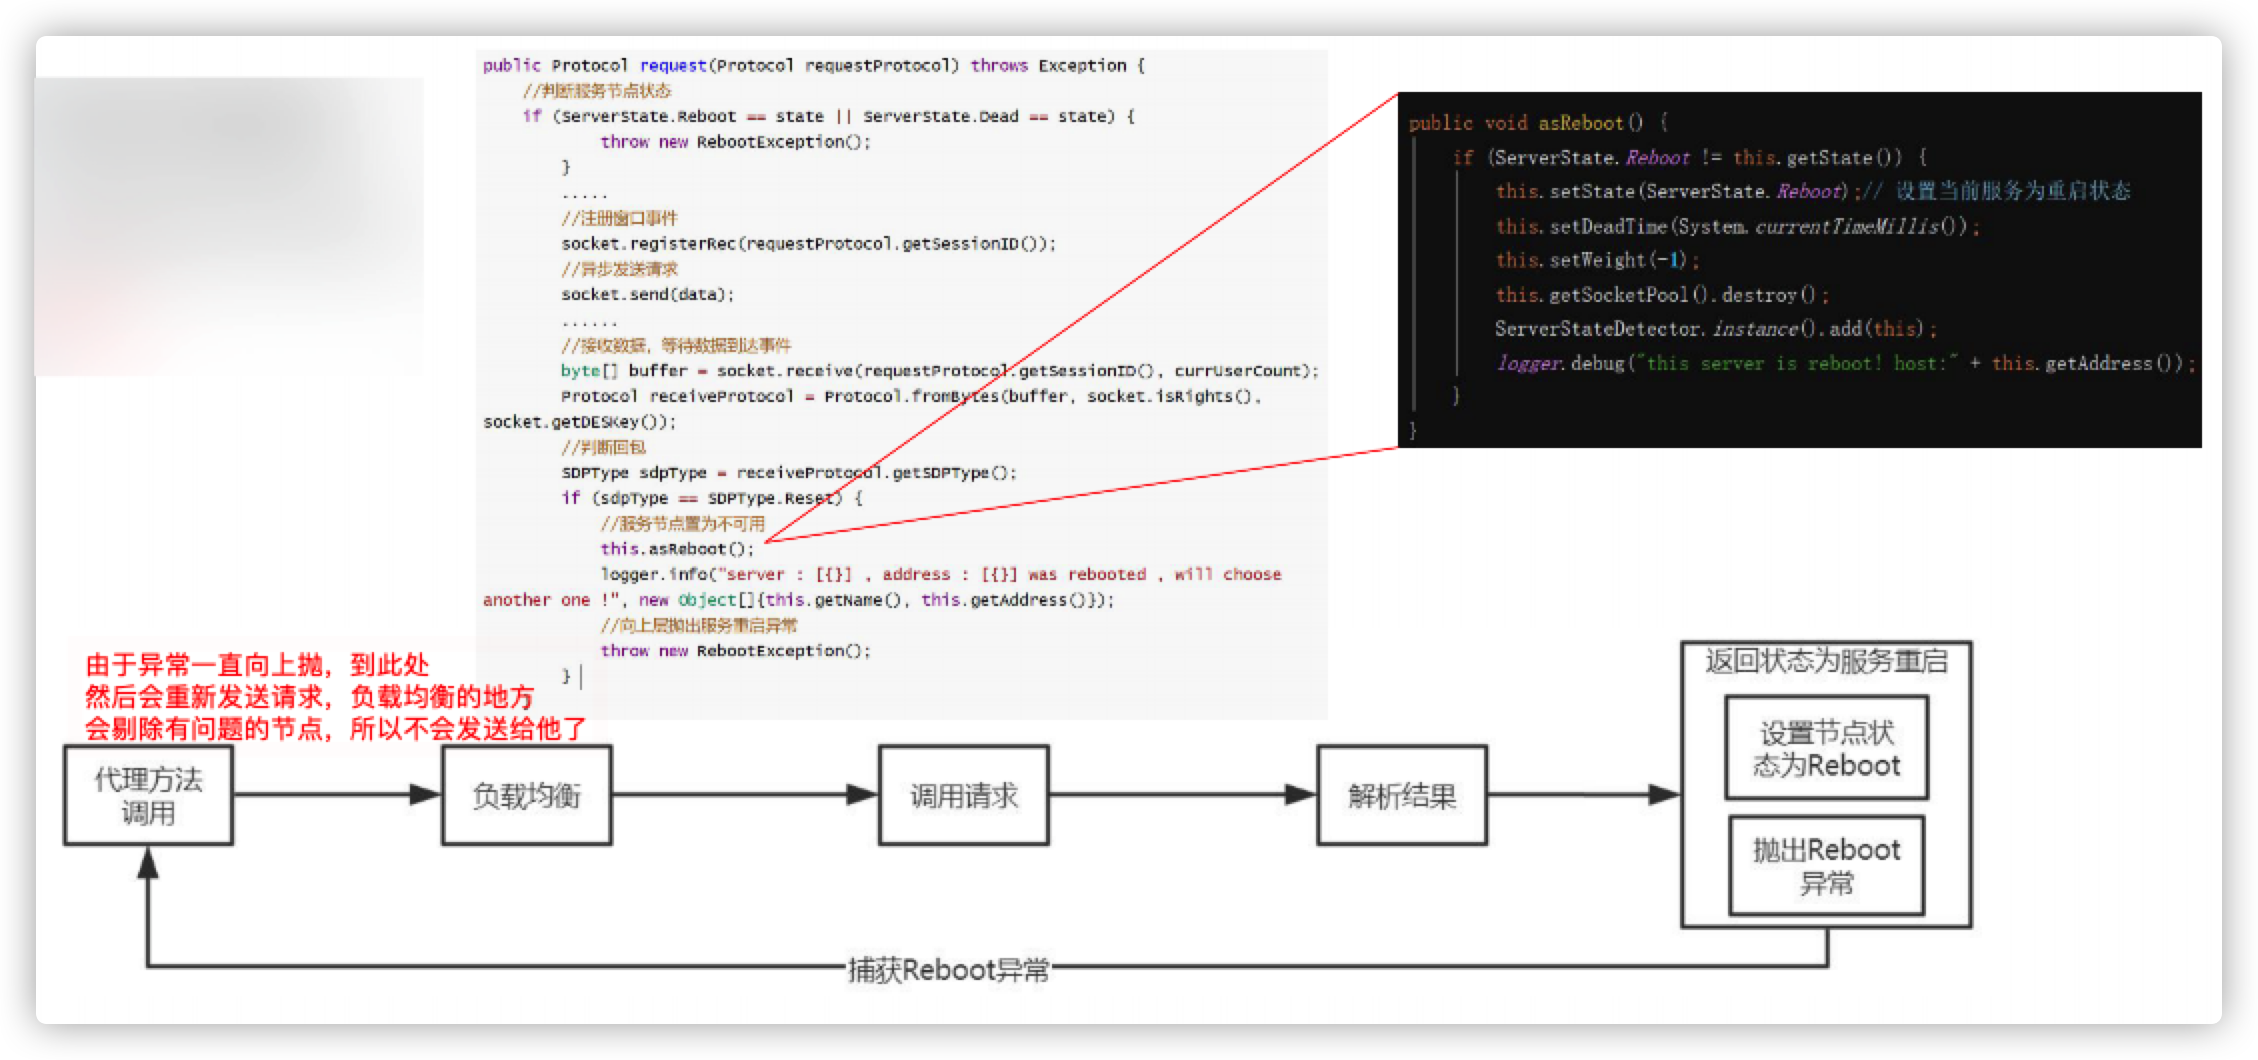 public Protocol request(Protocol requestProtocol) throws Exception {
//判断服务节点状态
if (ServerState.Reboot == state || ServerState.Dead == state) {
throw new RebootException();
}
.....
//注册窗口事件
socket.registerRec(requestProtocol.getSessionID());
//异步发送请求
socket.send(data);
......
//接收数据，等待数据到达事件
byte[] buffer = socket.receive(requestProtocol.getSessionID(), currUserCount);
Protocol receiveProtocol = Protocol.fromBytes(buffer, socket.isRights(),
socket.getDESKey());
//判断回包
SDPType sdpType = receiveProtocol.getSDPType();
if (sdpType == SDPType.Reset) {
//服务节点置为不可用
this.asReboot();
logger.info("server : [{}] , address : [{}] was rebooted , will choose
another one !", new Object[]{this.getName(), this.getAddress()});
//向上层抛出服务重启异常
throw new RebootException();
}
public void asReboot() {
if (ServerState.Reboot != this.getState()) {
this.setState(ServerState.Reboot);// 设置当前服务为重启状态
this.setDeadTime(System.currentTimeMillis());
this.setWeight(-1);
this.getSocketPool().destroy();
ServerStateDetector.instance().add(this);
logger.debug("this server is reboot! host:" + this.getAddress());
}
}
由于异常一直向上抛，到此处
然后会重新发送请求，负载均衡的地方
会剔除有问题的节点，所以不会发送给他了
代理方法
调用
负载均衡
调用请求
解析结果
返回状态为服务重启
设置节点状
态为Reboot
抛出Reboot
异常
捕获Reboot异常